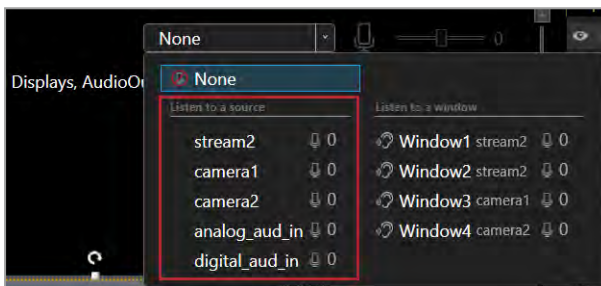 None
0
Displays, AudioOu
None
Listen to a source
Listen to a window
stream2 0
Window1 stream2 0
camera1 0
Window2 stream2 0
camera2 0
Window3 camera1 0
analog_aud_in 0
Window4 camera2 0
digital_aud_in 0